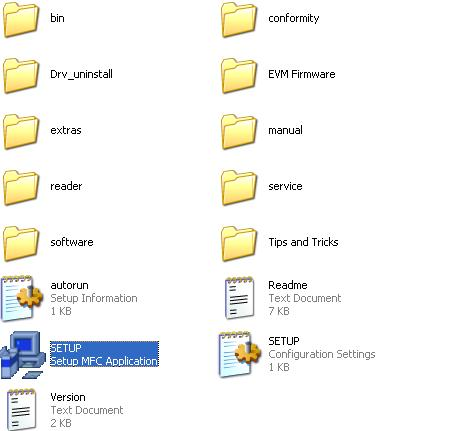 bin
conformity
Drv_uninstall
EVM Firmware
extras
manual
reader
service
software
Tips and Tricks
autorun
Setup Information
1 KB
Readme
Text Document
7 KB
SETUP
Setup MFC Application
SETUP
Configuration Settings
1 KB
Version
Text Document
2 KB